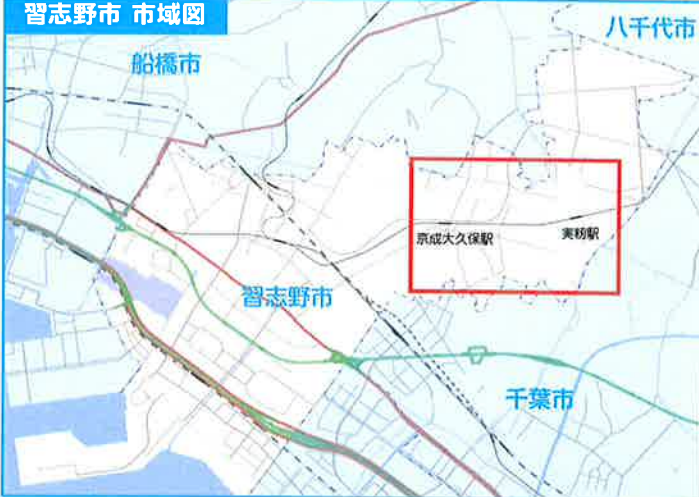 習志野市 市域図
八千代市
船橋市
京成大久保駅
実籾駅
習志野市
千葉市